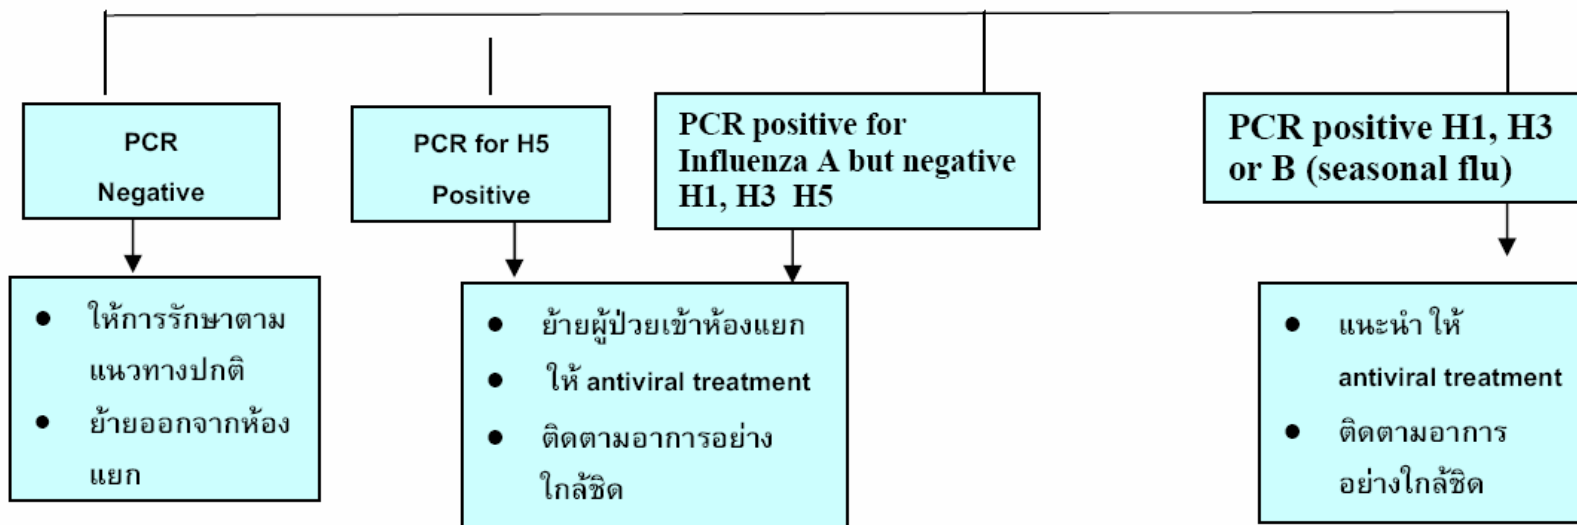 PCR
Negative
PCR for H5
Positive
PCR positive for
Influenza A but negative
H1, H3  H5
PCR positive H1, H3
or B (seasonal flu)
● ให้การรักษาตาม
แนวทางปกติ
● ย้ายออกจากห้อง
แยก
● ย้ายผู้ป่วยเข้าห้องแยก
● ให้ antiviral treatment
● ติดตามอาการอย่าง
ใกล้ชิด
● แนะนำ ให้
antiviral treatment
● ติดตามอาการ
อย่างใกล้ชิด